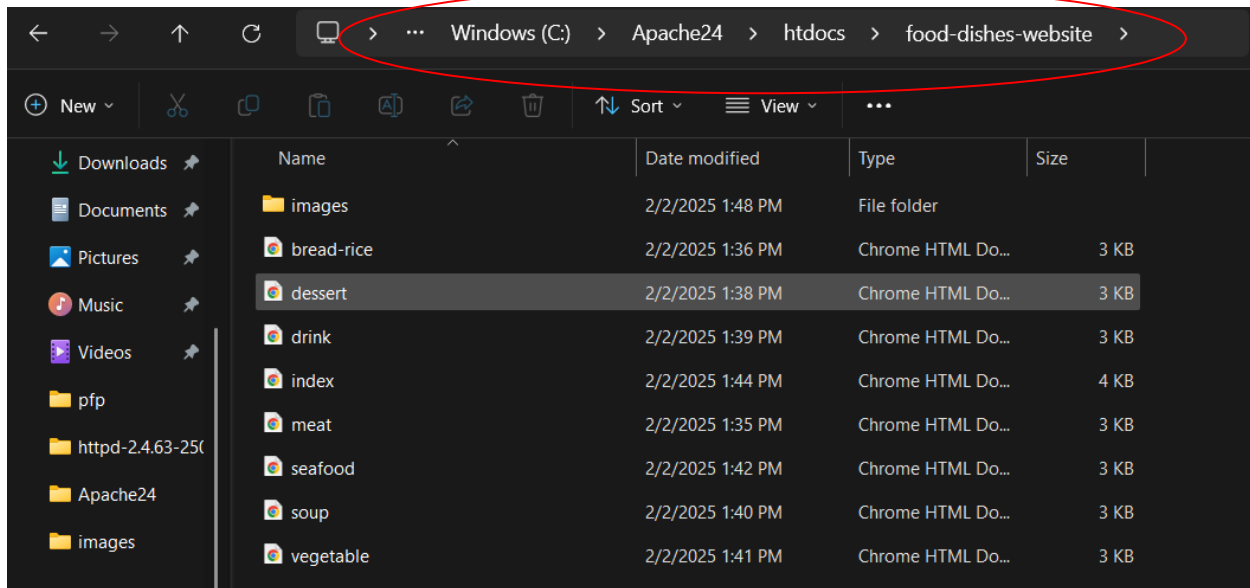 Windows (C:) > Apache24 > htdocs > food-dishes-website >
New Sort View
Name Date modified Type Size
Downloads
Documents
Pictures
Music
Videos
pfp
httpd-2.4.63-250
Apache24
images
images 2/2/2025 1:48 PM File folder
bread-rice 2/2/2025 1:36 PM Chrome HTML Do... 3 KB
dessert 2/2/2025 1:38 PM Chrome HTML Do... 3 KB
drink 2/2/2025 1:39 PM Chrome HTML Do... 3 KB
index 2/2/2025 1:44 PM Chrome HTML Do... 4 KB
meat 2/2/2025 1:35 PM Chrome HTML Do... 3 KB
seafood 2/2/2025 1:42 PM Chrome HTML Do... 3 KB
soup 2/2/2025 1:40 PM Chrome HTML Do... 3 KB
vegetable 2/2/2025 1:41 PM Chrome HTML Do... 3 KB